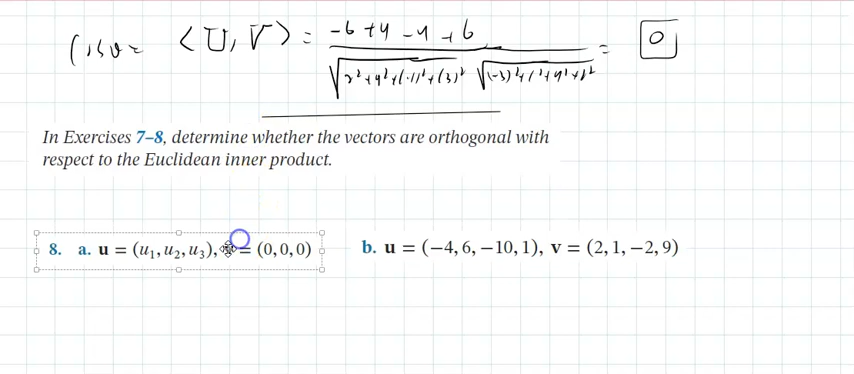 ⟨U, V⟩ = (-6 + 4 - 4 + 6) / = 0
In Exercises 7–8, determine whether the vectors are orthogonal with
respect to the Euclidean inner product.
8. a. u = (u₁, u₂, u₃), = (0, 0, 0) b. u = (−4, 6, −10, 1), v = (2, 1, −2, 9)